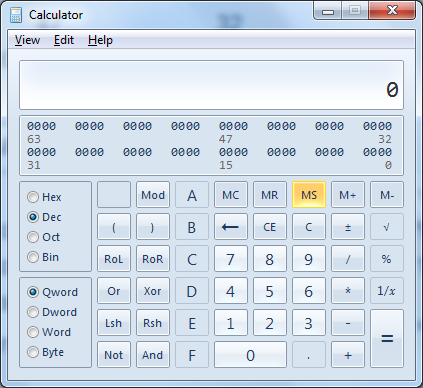 Calculator
View Edit Help
0
0000 0000 0000 0000 0000 0000 0000 0000
63 47 32
0000 0000 0000 0000 0000 0000 0000 0000
31 15 0
Hex Mod A MC MR MS M+ M-
Dec ( ) B ← CE C ± √
Oct
Bin RoL RoR C 7 8 9 / %
Qword Or Xor D 4 5 6 * 1/x
Dword
Word Lsh Rsh E 1 2 3 - =
Byte Not And F 0 . +